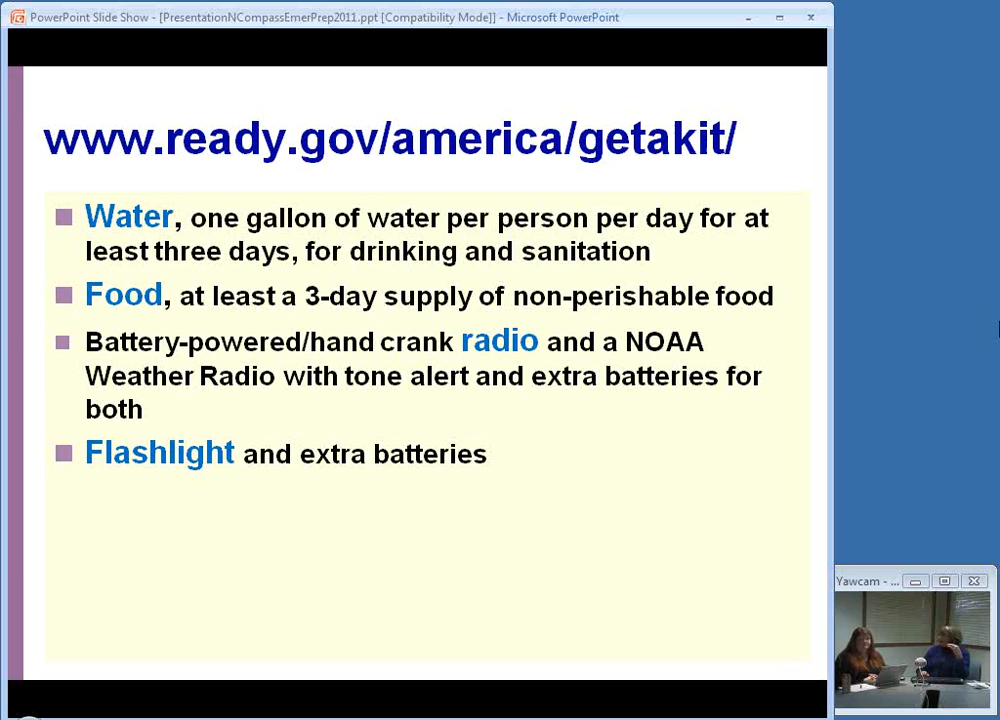 PowerPoint Slide Show - [PresentationNCompassEmerPrep2011.ppt [Compatibility Mode]] - Microsoft PowerPoint
www.ready.gov/america/getakit/
Water, one gallon of water per person per day for at
least three days, for drinking and sanitation
Food, at least a 3-day supply of non-perishable food
Battery-powered/hand crank radio and a NOAA
Weather Radio with tone alert and extra batteries for
both
Flashlight and extra batteries
Yawcam - ...